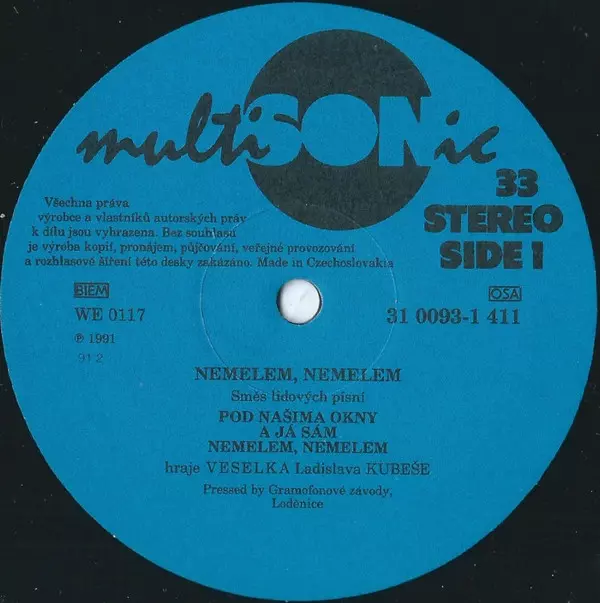 multiSONic
33
STEREO
SIDE 1
Všechna práva
výrobce a vlastníků autorských práv
k dílu jsou vyhrazena. Bez souhlasu
je výroba kopií, pronájem, půjčování, veřejné provozování
a rozhlasové šíření této desky zakázáno. Made in Czechoslovakia
BIEM
OSA
WE 0117
31 0093-1 411
℗ 1991
91 2
NEMELEM, NEMELEM
Směs lidových písní
POD NAŠIMA OKNY
A JÁ SÁM
NEMELEM, NEMELEM
hraje VESELKA Ladislava KUBEŠE
Pressed by Gramofonové závody,
Loděnice